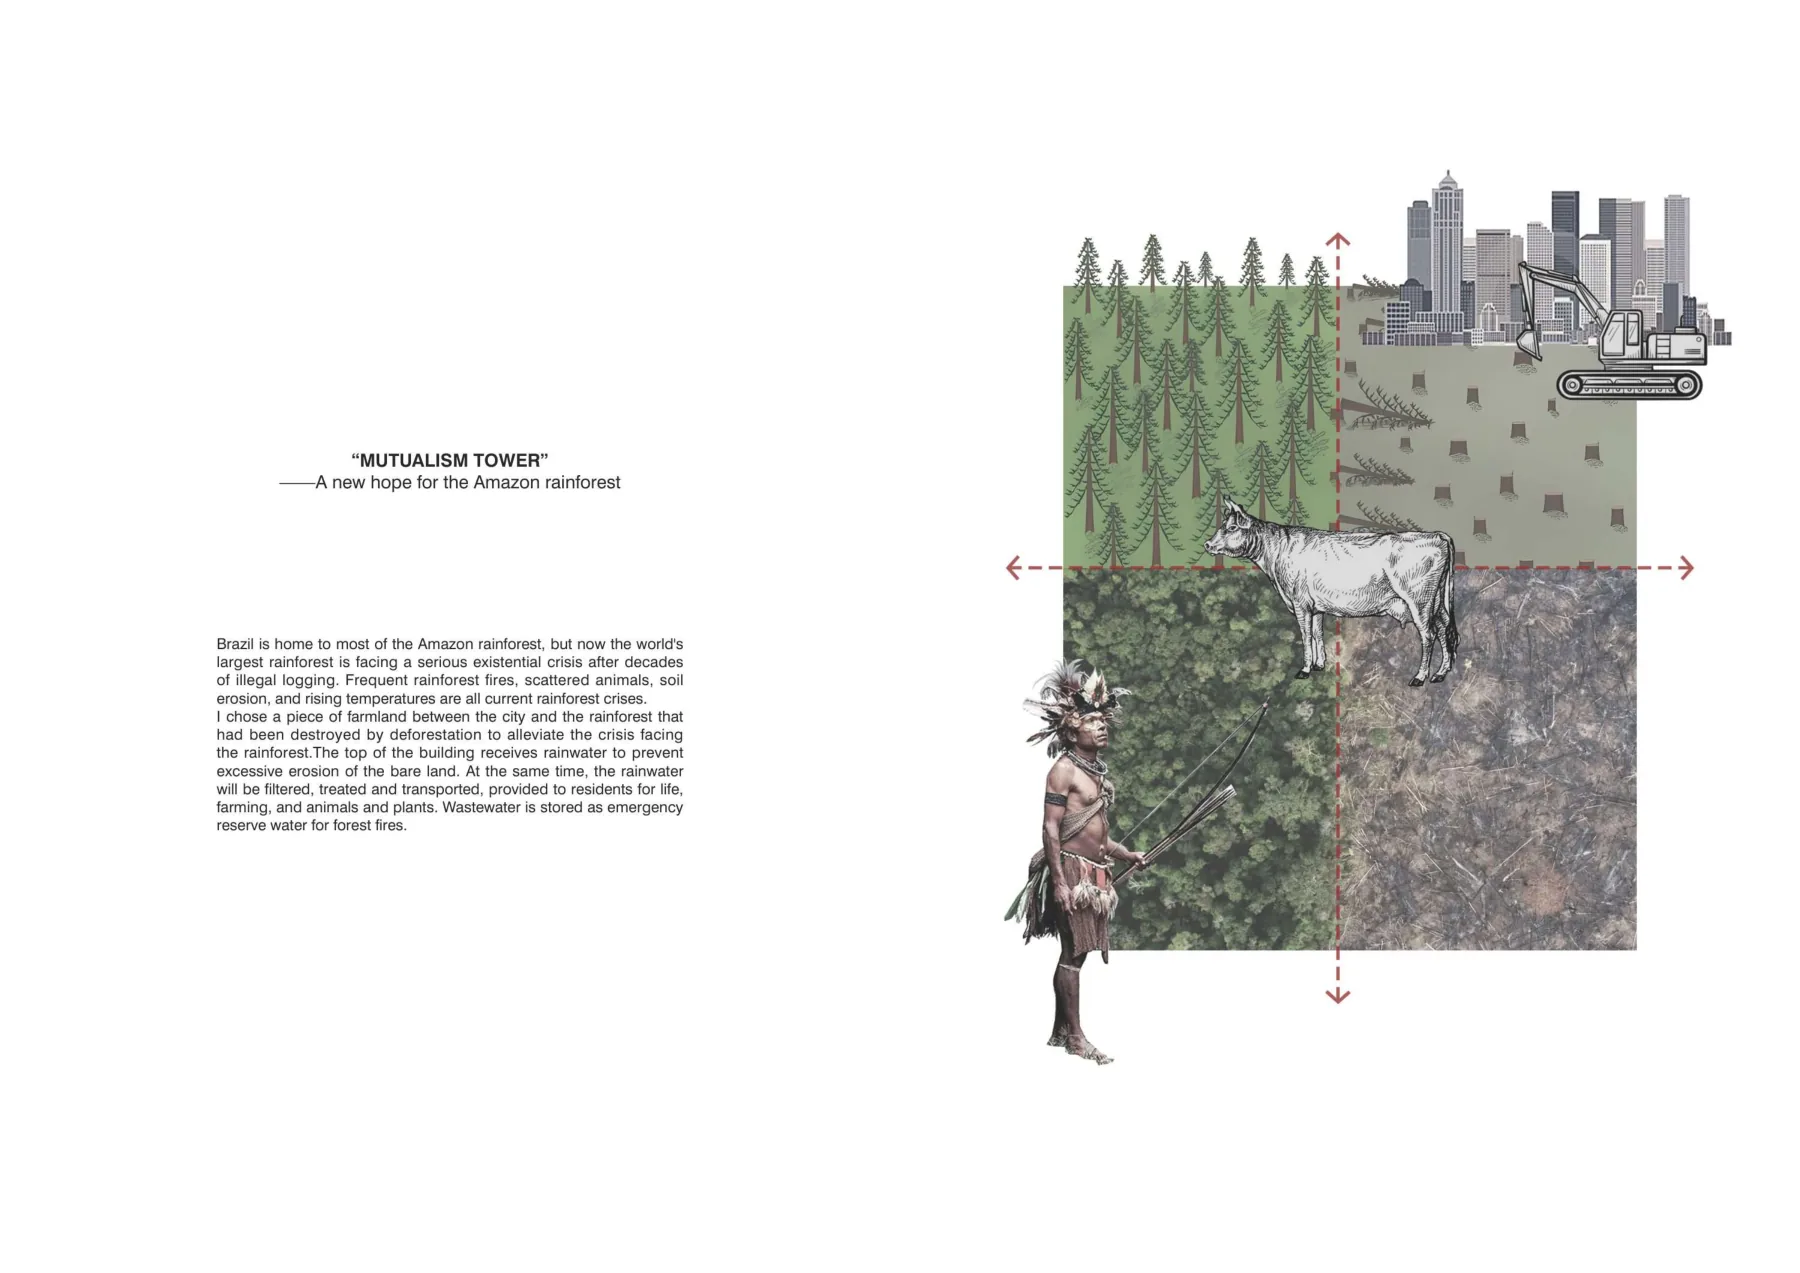 “MUTUALISM TOWER”
——A new hope for the Amazon rainforest
Brazil is home to most of the Amazon rainforest, but now the world's
largest rainforest is facing a serious existential crisis after decades
of illegal logging. Frequent rainforest fires, scattered animals, soil
erosion, and rising temperatures are all current rainforest crises.
I chose a piece of farmland between the city and the rainforest that
had been destroyed by deforestation to alleviate the crisis facing
the rainforest.The top of the building receives rainwater to prevent
excessive erosion of the bare land. At the same time, the rainwater
will be filtered, treated and transported, provided to residents for life,
farming, and animals and plants. Wastewater is stored as emergency
reserve water for forest fires.